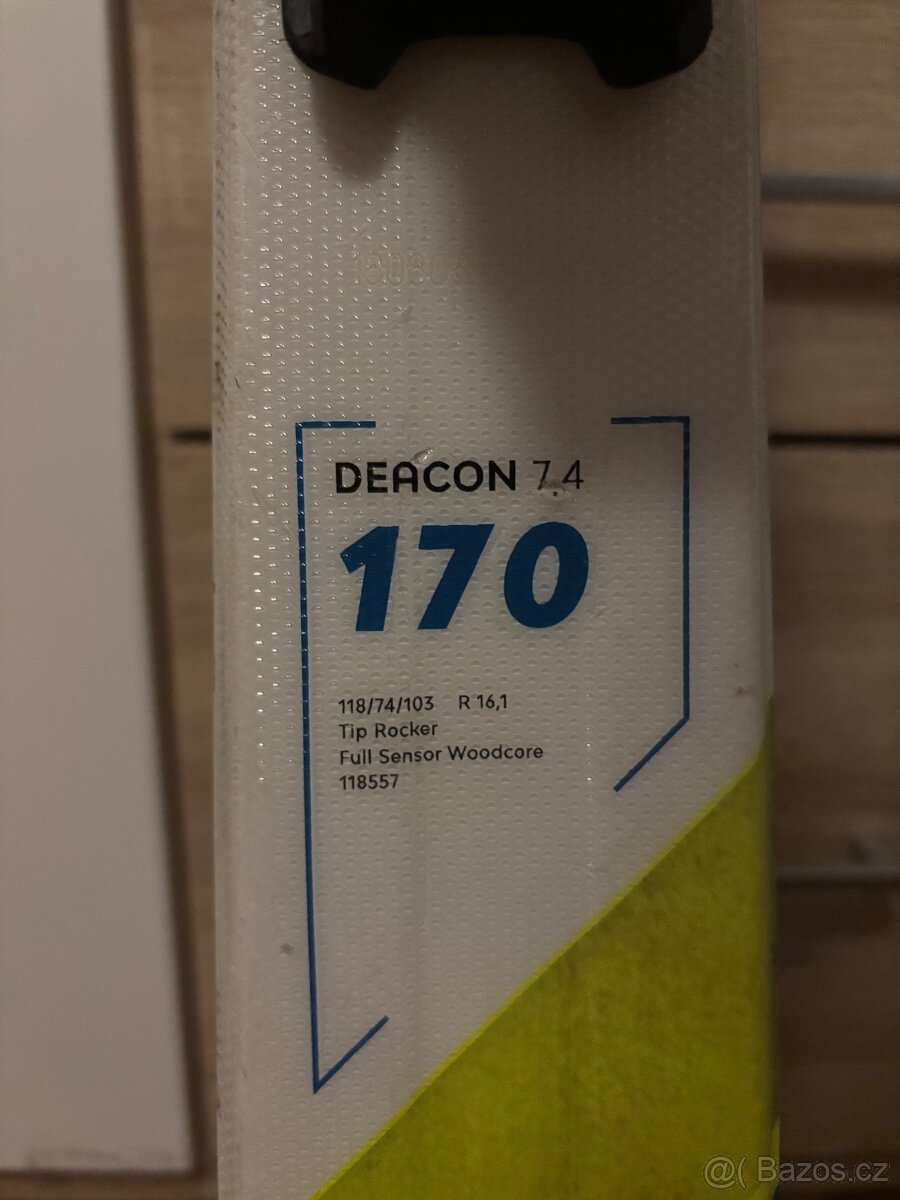 DEACON 7.4
170
118/74/103 R 16,1
Tip Rocker
Full Sensor Woodcore
118557
@( Bazos.cz